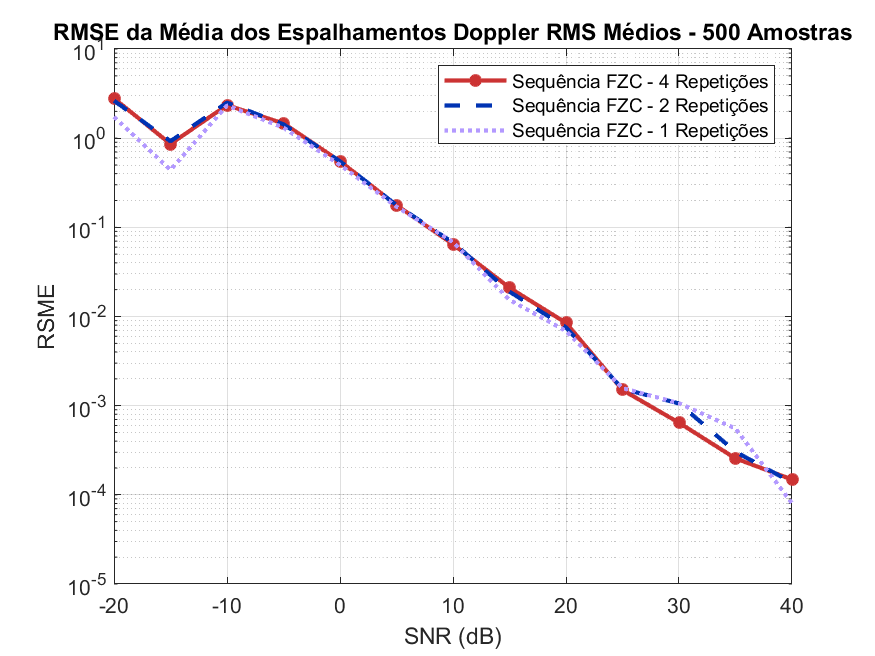 RMSE da Média dos Espalhamentos Doppler RMS Médios - 500 Amostras
10^1
Sequência FZC - 4 Repetições
Sequência FZC - 2 Repetições
Sequência FZC - 1 Repetições
10^0
10^-1
10^-2
10^-3
10^-4
10^-5
RSME
-20 -10 0 10 20 30 40
SNR (dB)